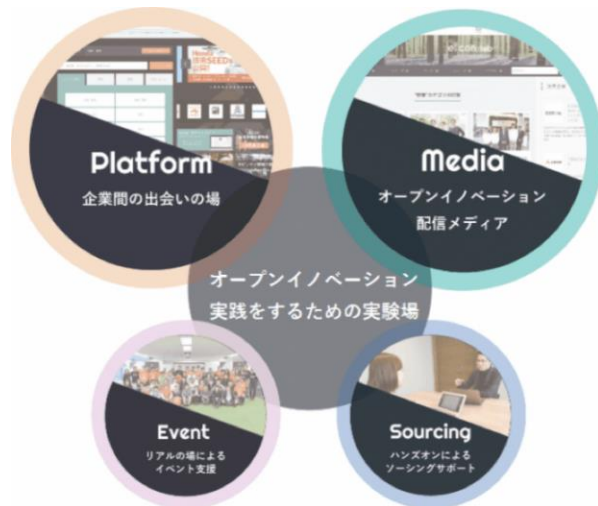 Platform
企業間の出会いの場
Media
オープンイノベーション
配信メディア
オープンイノベーション
実践をするための実験場
Event
リアルの場による
イベント支援
Sourcing
ハンズオンによる
ソーシングサポート